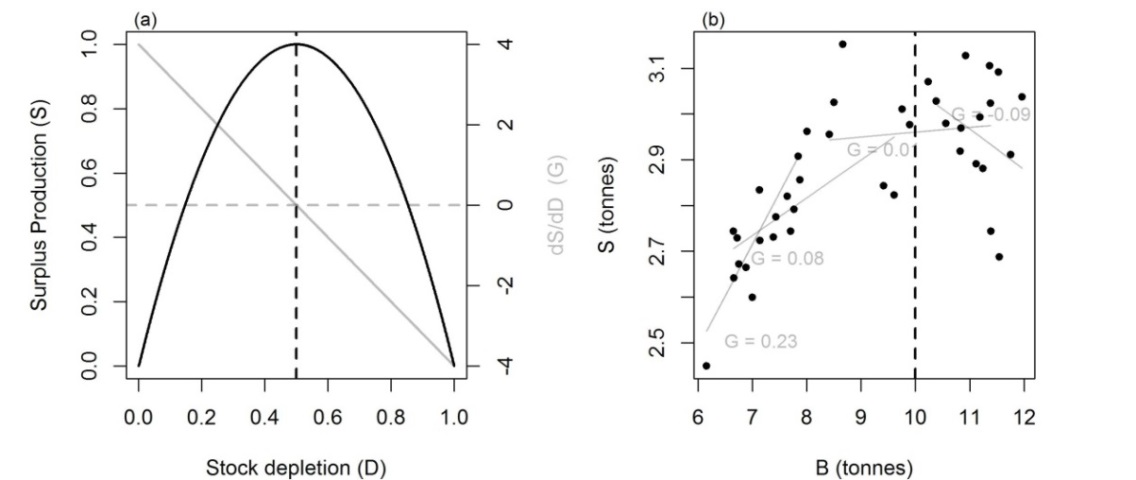 (a)
1.0
0.8
0.6
0.4
0.2
0.0
Surplus Production (S)
4
2
0
-2
-4
dS/dD (G)
0.0 0.2 0.4 0.6 0.8 1.0
Stock depletion (D)
(b)
3.1
2.9
2.7
2.5
S (tonnes)
G = -0.09
G = 0.0
G = 0.08
G = 0.23
6 7 8 9 10 11 12
B (tonnes)